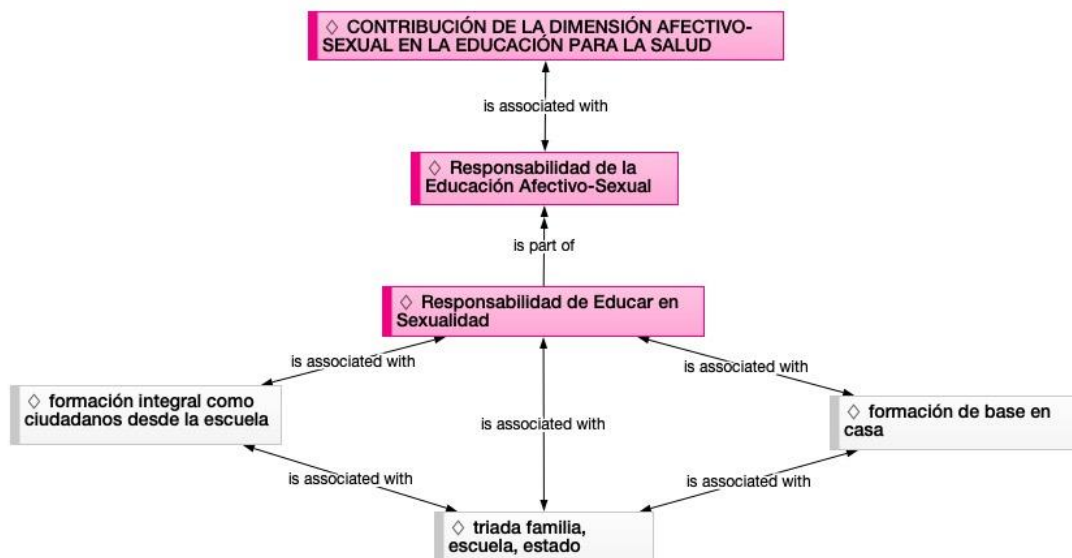 ◇ CONTRIBUCIÓN DE LA DIMENSIÓN AFECTIVO-
SEXUAL EN LA EDUCACIÓN PARA LA SALUD
is associated with
◇ Responsabilidad de la
Educación Afectivo-Sexual
is part of
◇ Responsabilidad de Educar en
Sexualidad
is associated with
is associated with
is associated with
◇ formación integral como
ciudadanos desde la escuela
◇ formación de base en
casa
is associated with
is associated with
◇ triada familia,
escuela, estado